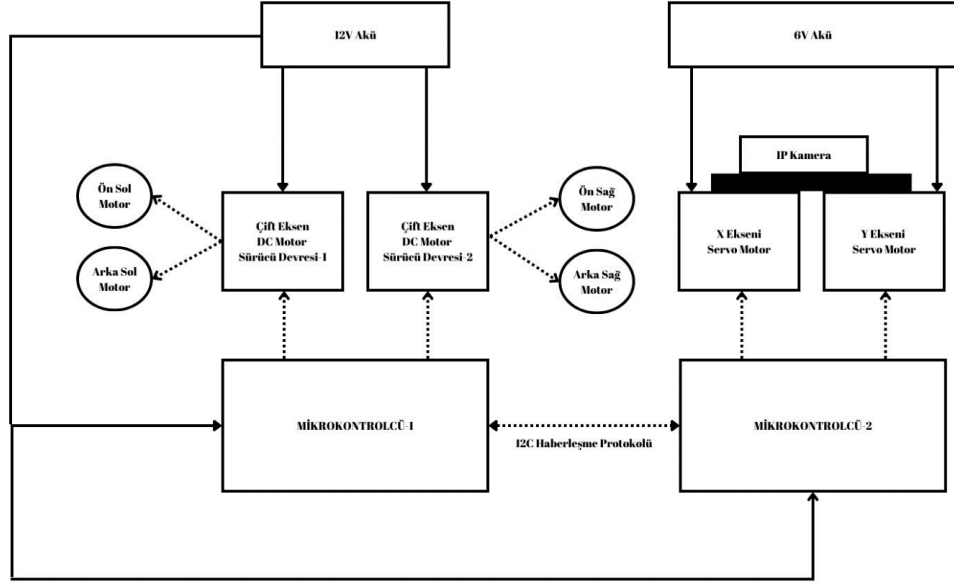 12V Akü
6V Akü
IP Kamera
Ön Sol
Motor
Arka Sol
Motor
Çift Eksen
DC Motor
Sürücü Devresi-1
Çift Eksen
DC Motor
Sürücü Devresi-2
Ön Sağ
Motor
Arka Sağ
Motor
X Ekseni
Servo Motor
Y Ekseni
Servo Motor
MİKROKONTROLCÜ-1
I2C Haberleşme Protokolü
MİKROKONTROLCÜ-2